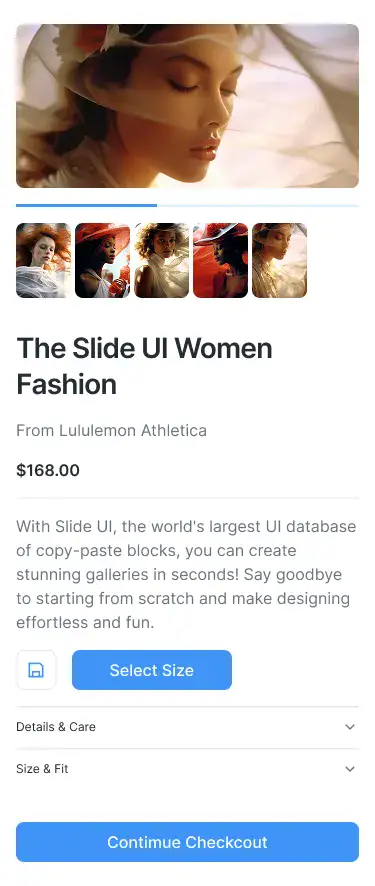 The Slide UI Women
Fashion
From Lululemon Athletica
$168.00
With Slide UI, the world's largest UI database
of copy-paste blocks, you can create
stunning galleries in seconds! Say goodbye
to starting from scratch and make designing
effortless and fun.
Select Size
Details & Care
Size & Fit
Contimue Checkcout